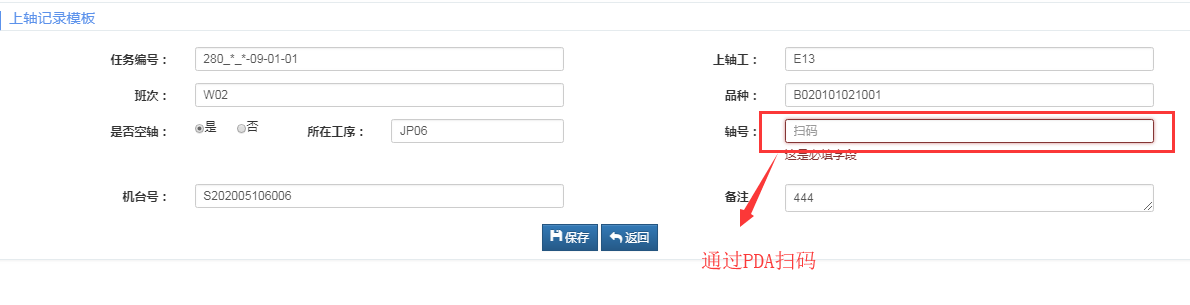 上轴记录模板
任务编号： 280_*_*-09-01-01 上轴工： E13
班次： W02 品种： B020101021001
是否空轴： 是 否 所在工序： JP06 轴号： 扫码
这是必填字段
机台号： S202005106006 备注 444
保存 返回
通过PDA扫码